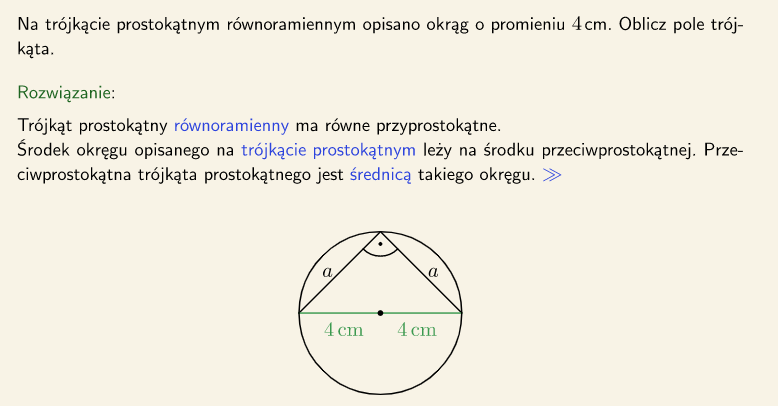 Na trójkącie prostokątnym równoramiennym opisano okrąg o promieniu 4 cm. Oblicz pole trój-
kąta.
Rozwiązanie:
Trójkąt prostokątny równoramienny ma równe przyprostokątne.
Środek okręgu opisanego na trójkącie prostokątnym leży na środku przeciwprostokątnej. Prze-
ciwprostokątna trójkąta prostokątnego jest średnicą takiego okręgu. ≫
a a
4 cm 4 cm